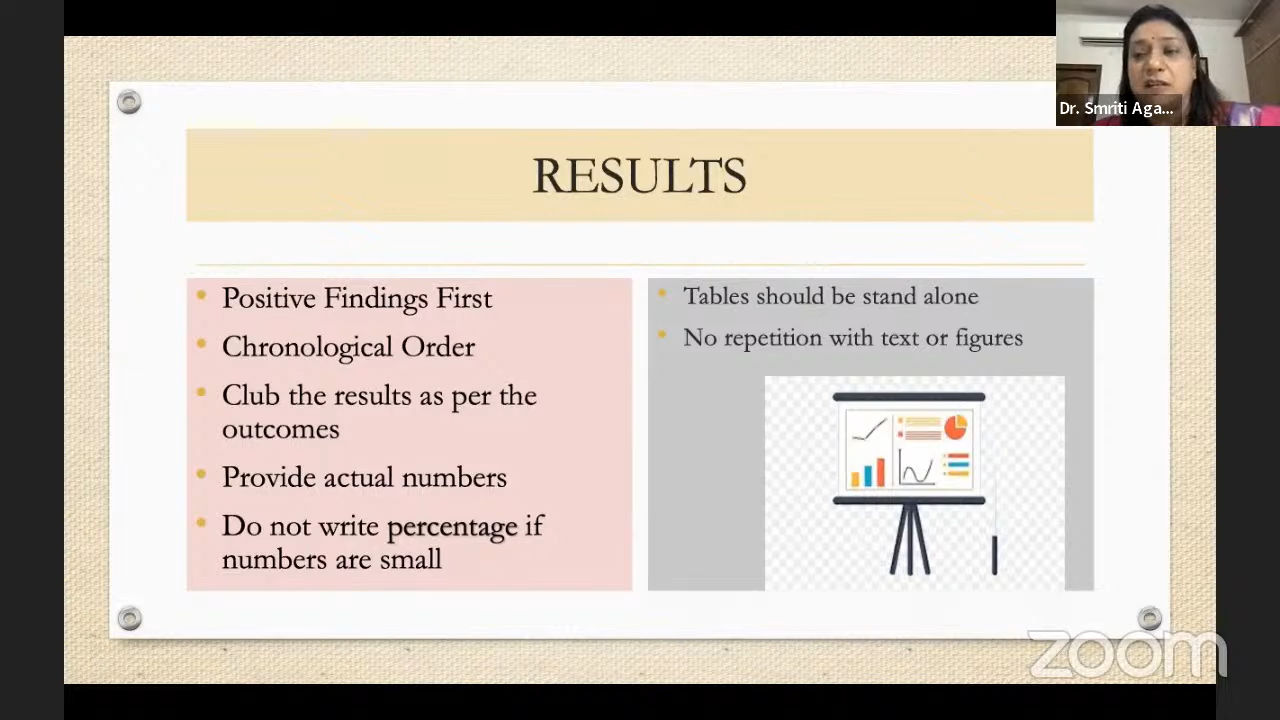 Dr. Smriti Aga...
RESULTS
• Positive Findings First
• Chronological Order
• Club the results as per the
outcomes
• Provide actual numbers
• Do not write percentage if
numbers are small
• Tables should be stand alone
• No repetition with text or figures
zoom